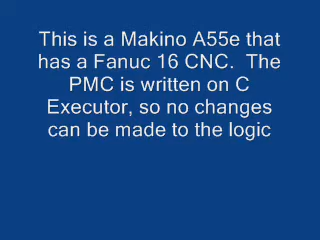 This is a Makino A55e that
has a Fanuc 16 CNC.  The
PMC is written on C
Executor, so no changes
can be made to the logic